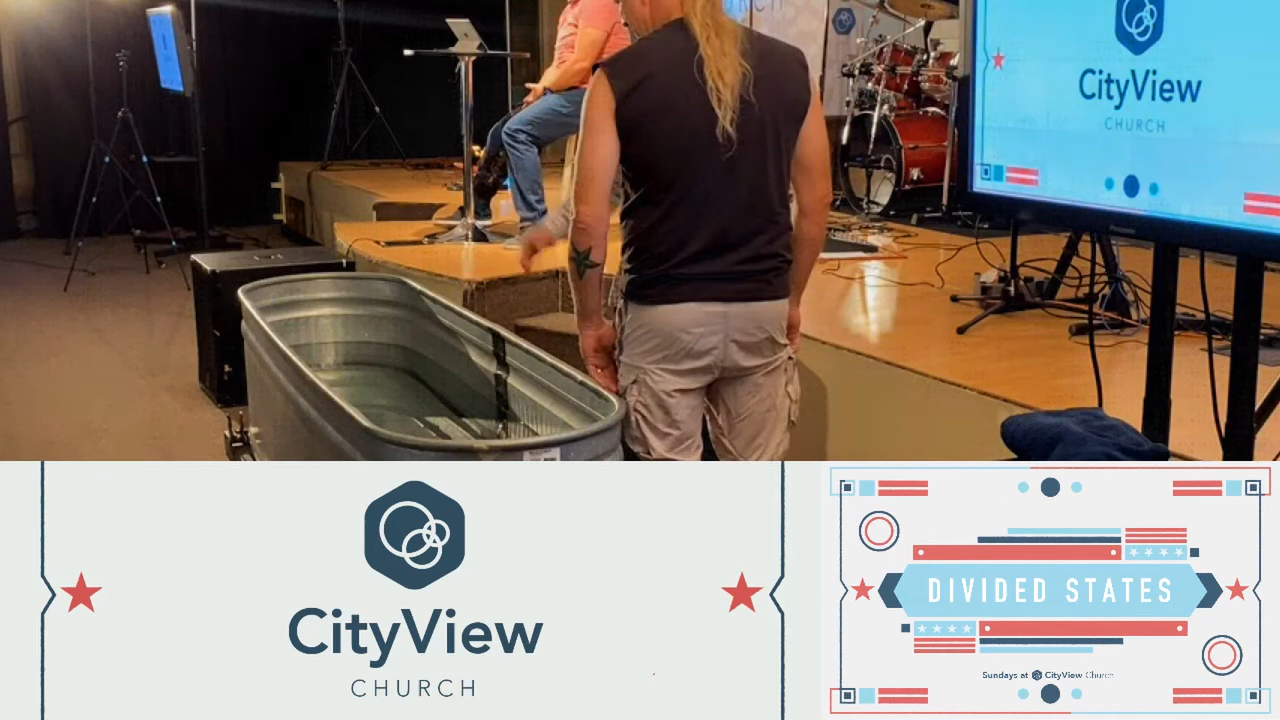 CityView
CHURCH
CityView
CHURCH
DIVIDED STATES
Sundays at CityView Church